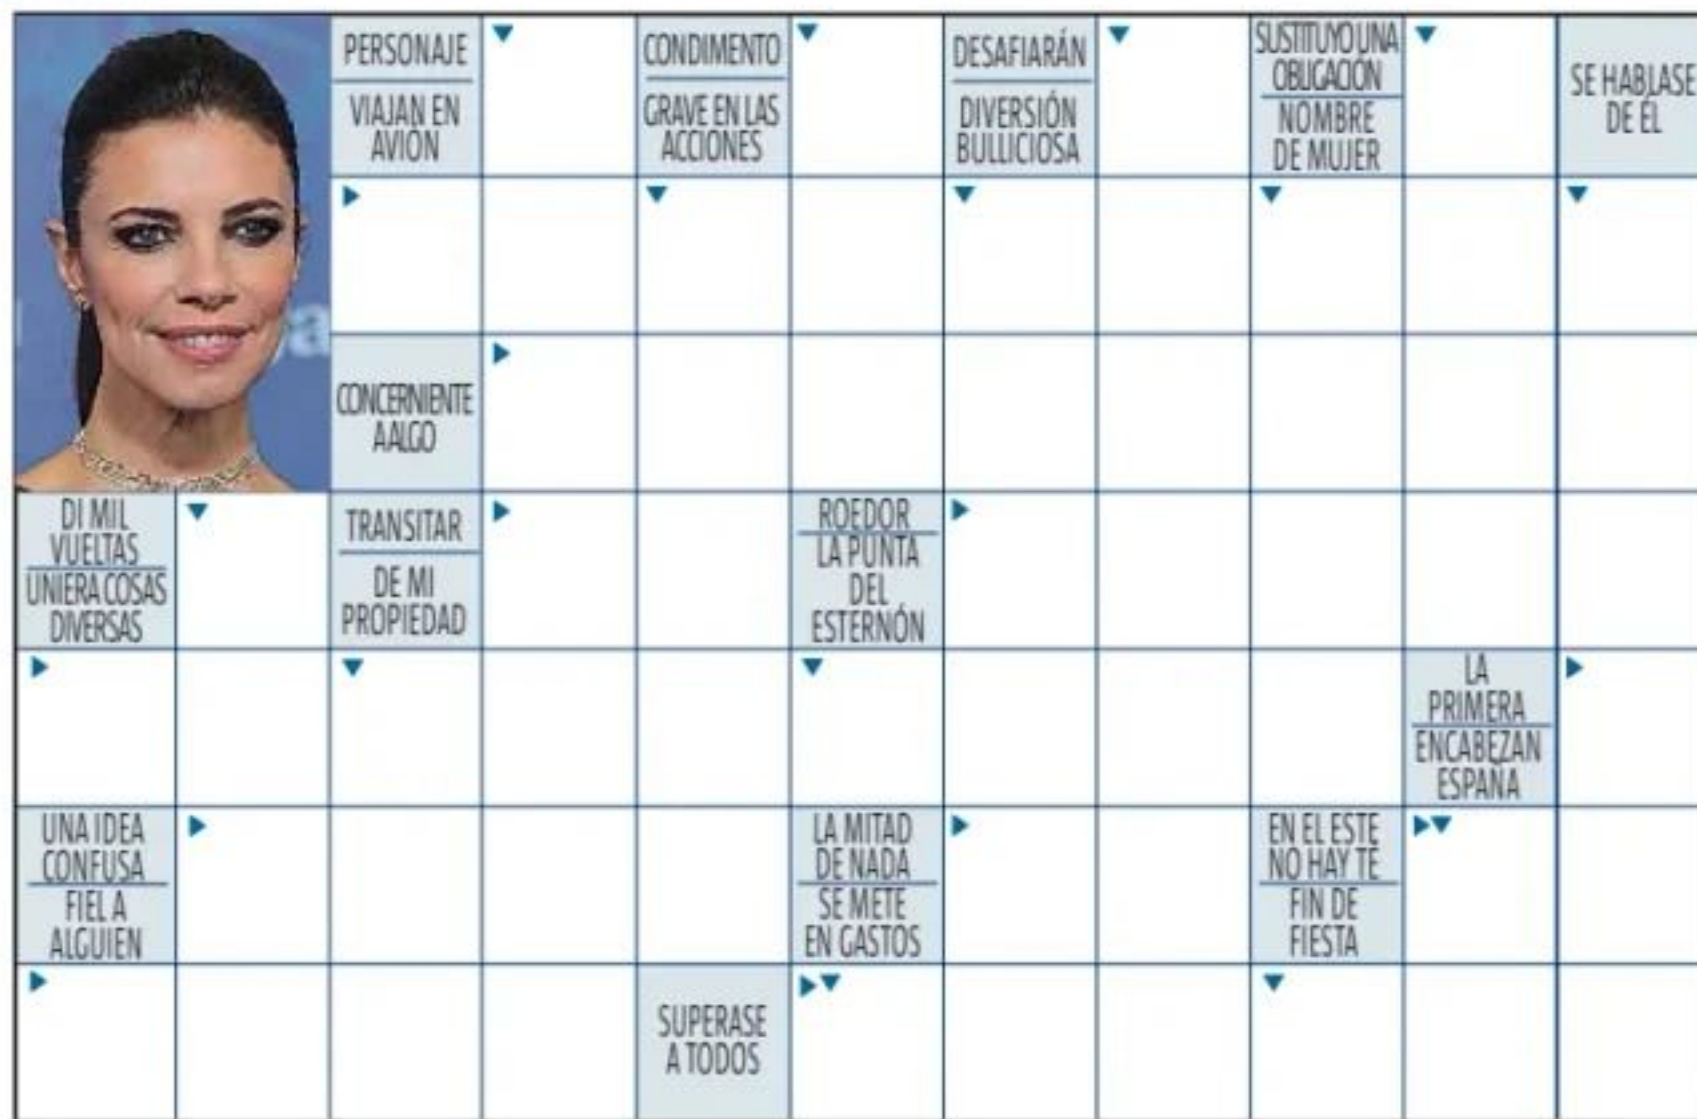 PERSONAJE
VIAJAN EN
AVIÓN
CONDIMENTO
GRAVE EN LAS
ACCIONES
DESAFIARÁN
DIVERSIÓN
BULLICIOSA
SUSTITUYO UNA
OBLIGACIÓN
NOMBRE
DE MUJER
SE HABLASE
DE ÉL
CONCERNIENTE
A ALGO
DI MIL
VUELTAS
UNIERA COSAS
DIVERSAS
TRANSITAR
DE MI
PROPIEDAD
ROEDOR
LA PUNTA
DEL
ESTERNÓN
LA
PRIMERA
ENCABEZAN
ESPAÑA
UNA IDEA
CONFUSA
FIEL A
ALGUIEN
LA MITAD
DE NADA
SE METE
EN GASTOS
EN EL ESTE
NO HAY TÉ
FIN DE
FIESTA
SUPERASE
A TODOS